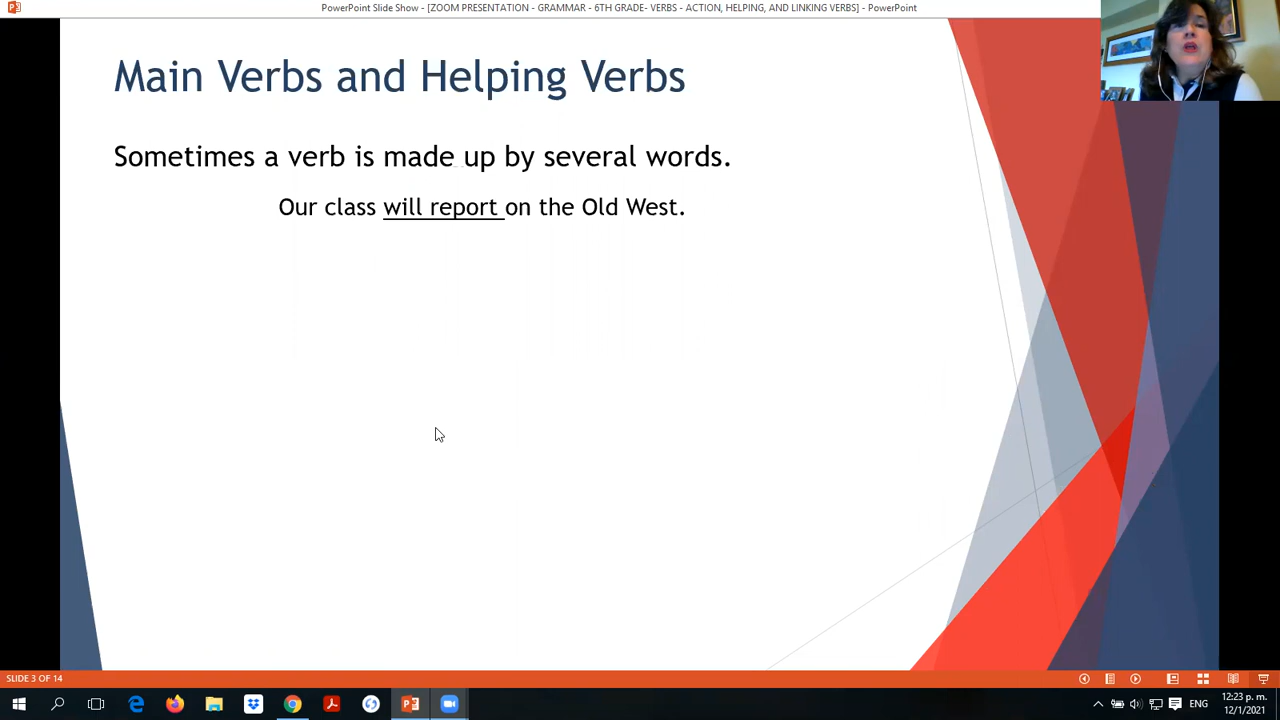 PowerPoint Slide Show - [ZOOM PRESENTATION - GRAMMAR - 6TH GRADE- VERBS - ACTION, HELPING, AND LINKING VERBS] - PowerPoint
Main Verbs and Helping Verbs
Sometimes a verb is made up by several words.
Our class will report on the Old West.
SLIDE 3 OF 14
ENG
12:23 p. m.
12/1/2021